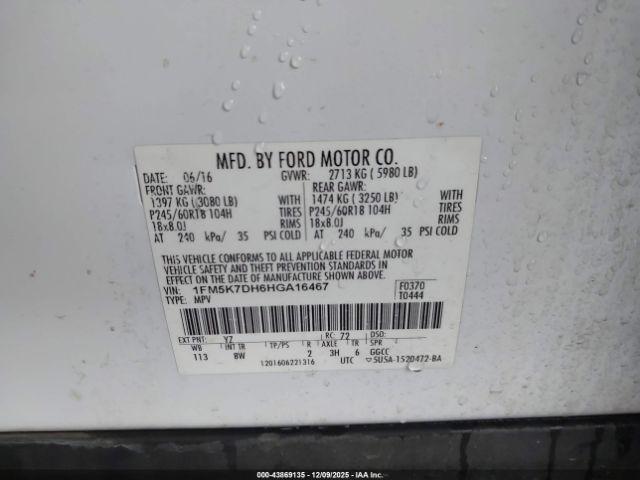 MFD. BY FORD MOTOR CO.
DATE: 06/16 GVWR: 2713 KG ( 5980 LB)
FRONT GAWR: REAR GAWR:
1397 KG ( 3080 LB) WITH 1474 KG ( 3250 LB) WITH
P245/60R18 104H TIRES P245/60R18 104H TIRES
18x8.0J RIMS 18x8.0J RIMS
AT 240 kPa/ 35 PSI COLD AT 240 kPa/ 35 PSI COLD
THIS VEHICLE CONFORMS TO ALL APPLICABLE FEDERAL MOTOR
VEHICLE SAFETY AND THEFT PREVENTION STANDARDS IN EFFECT
ON THE DATE OF MANUFACTURE SHOWN ABOVE.
VIN: 1FM5K7DH6HGA16467 F0370
TYPE: MPV T0444
EXT PNT: YZ RC: 72 DSO:
WB INT TR TP/PS R AXLE TR SPR
113 8W 2 3H 6 GGCC
1201606221316 UTC 5USA-1520472-BA
000-43869135 - 12/09/2025 - IAA Inc.